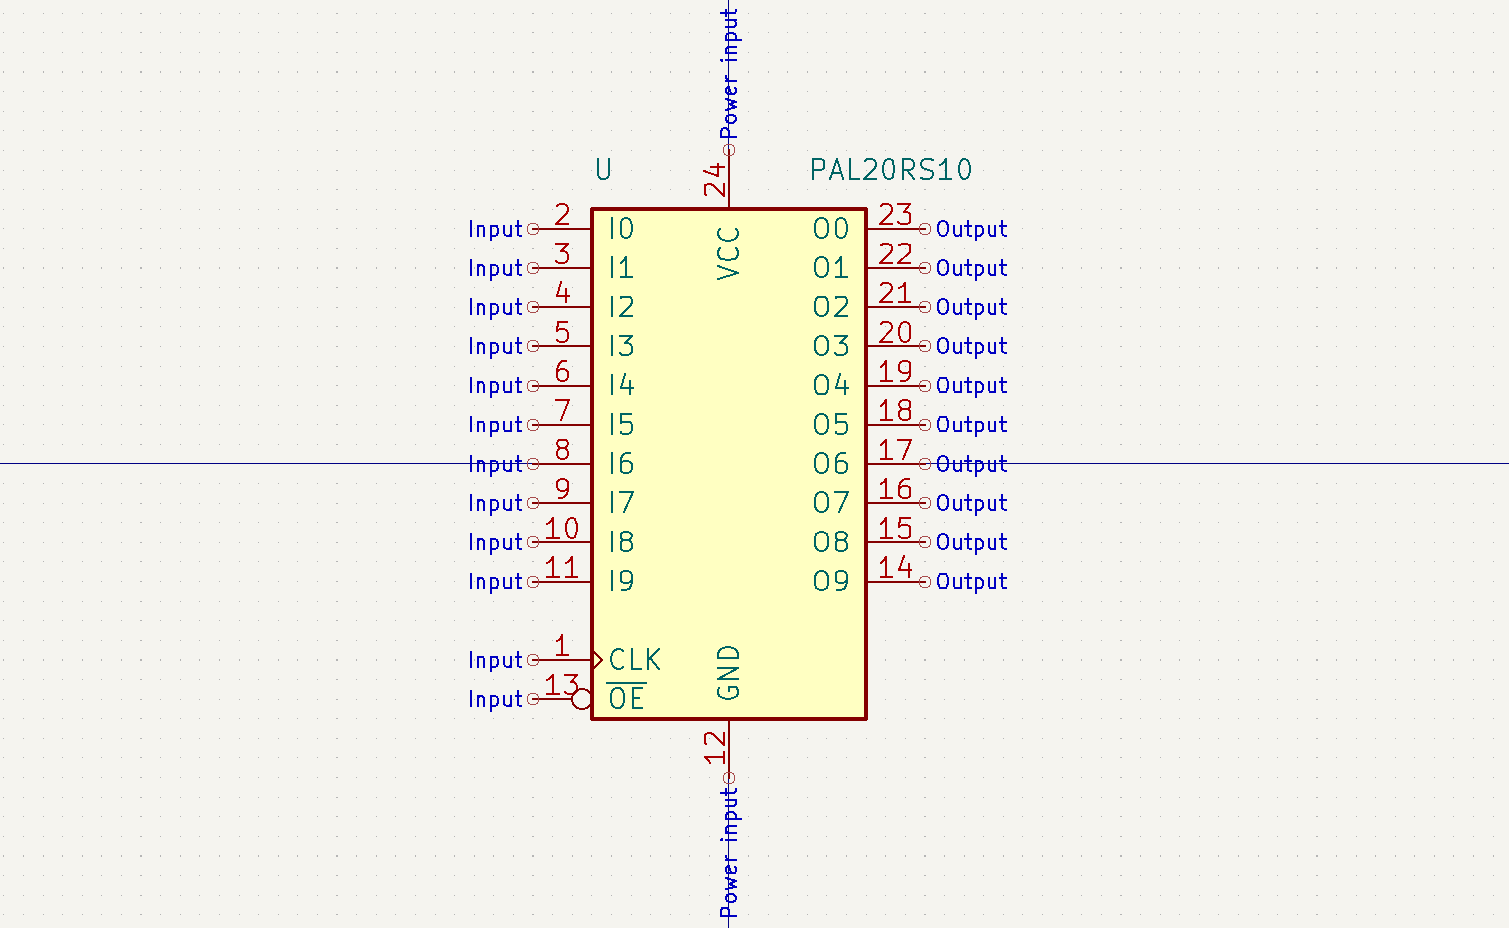 Power input
24
U PAL20RS10
VCC
Input 2 I0 O0 23 Output
Input 3 I1 O1 22 Output
Input 4 I2 O2 21 Output
Input 5 I3 O3 20 Output
Input 6 I4 O4 19 Output
Input 7 I5 O5 18 Output
Input 8 I6 O6 17 Output
Input 9 I7 O7 16 Output
Input 10 I8 O8 15 Output
Input 11 I9 O9 14 Output
Input 1 CLK
Input 13 OE
GND
12
Power input